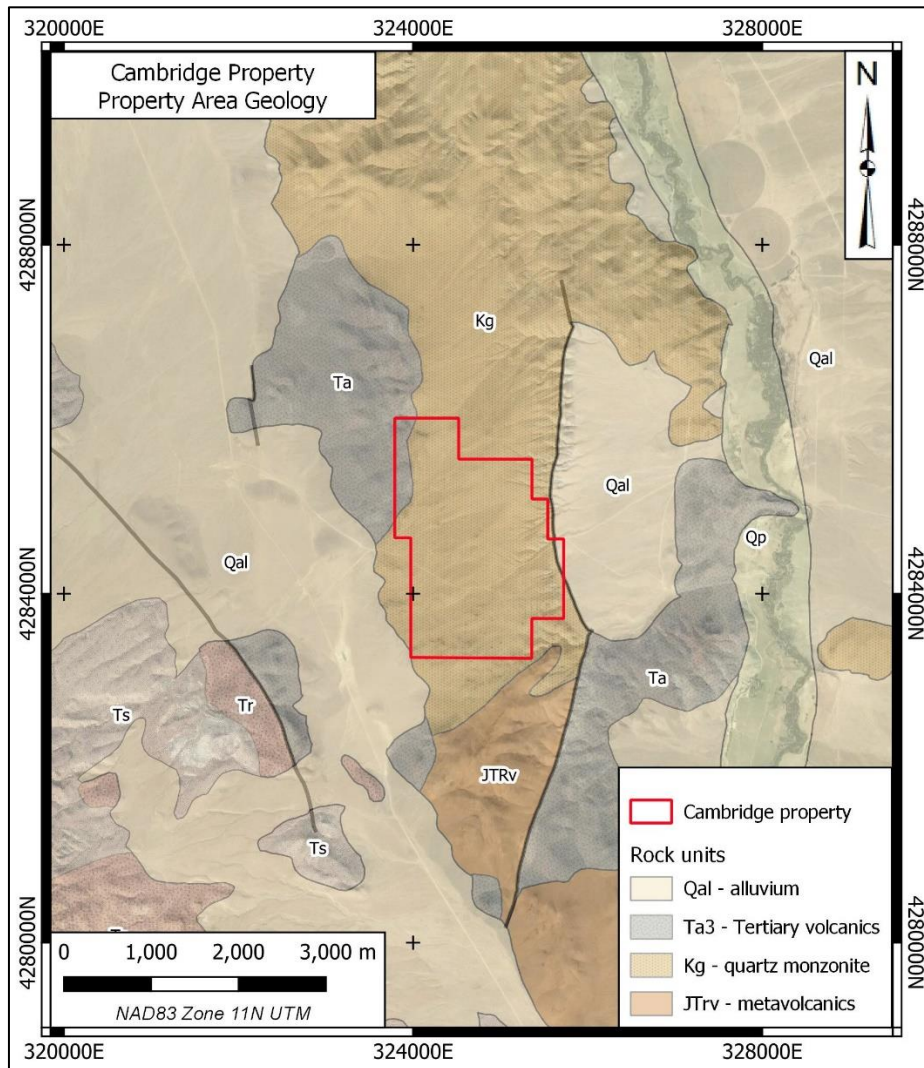 320000E
324000E
328000E
Cambridge Property
Property Area Geology
N
4288000N
4288000N
Kg
Qal
Ta
Qal
Qp
Qal
4284000N
4284000N
Ta
Tr
Ts
JTRv
Ts
Cambridge property
Rock units
Qal - alluvium
Ta3 - Tertiary volcanics
Kg - quartz monzonite
JTrv - metavolcanics
4280000N
4280000N
0 1,000 2,000 3,000 m
NAD83 Zone 11N UTM
320000E
324000E
328000E